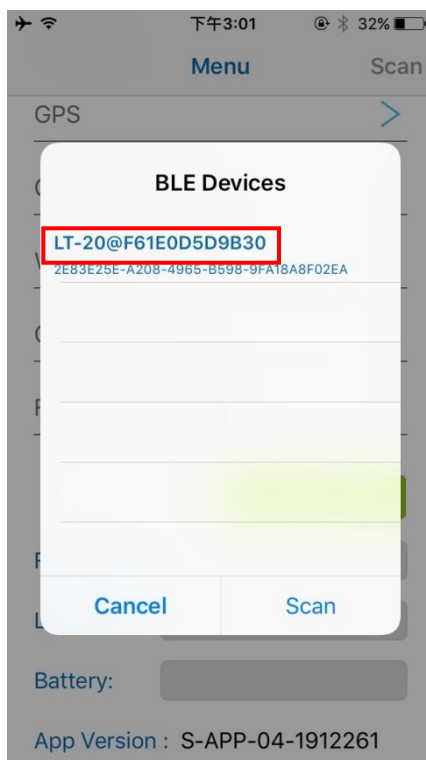 下午3:01 32%
Menu Scan
GPS
BLE Devices
LT-20@F61E0D5D9B30
2E83E25E-A208-4965-B598-9FA18A8F02EA
Cancel Scan
Battery:
App Version : S-APP-04-1912261